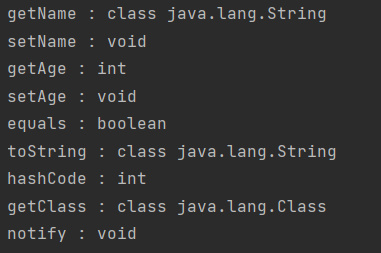 getName : class java.lang.String
setName : void
getAge : int
setAge : void
equals : boolean
toString : class java.lang.String
hashCode : int
getClass : class java.lang.Class
notify : void